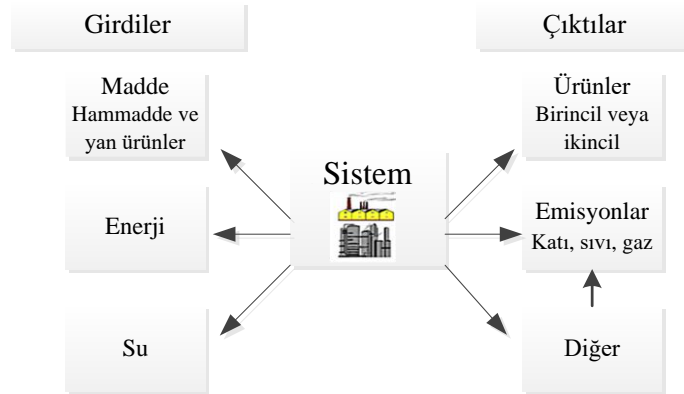 Girdiler
Çıktılar
Madde
Hammadde ve
yan ürünler
Ürünler
Birincil veya
ikincil
Sistem
Enerji
Emisyonlar
Katı, sıvı, gaz
Su
Diğer